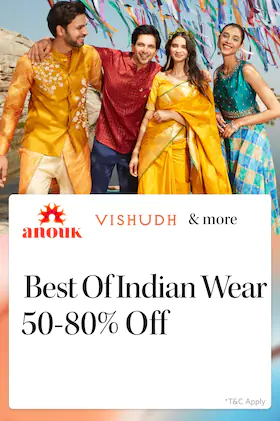 anouk VISHUDH & more
Best Of Indian Wear
50-80% Off
*T&C Apply